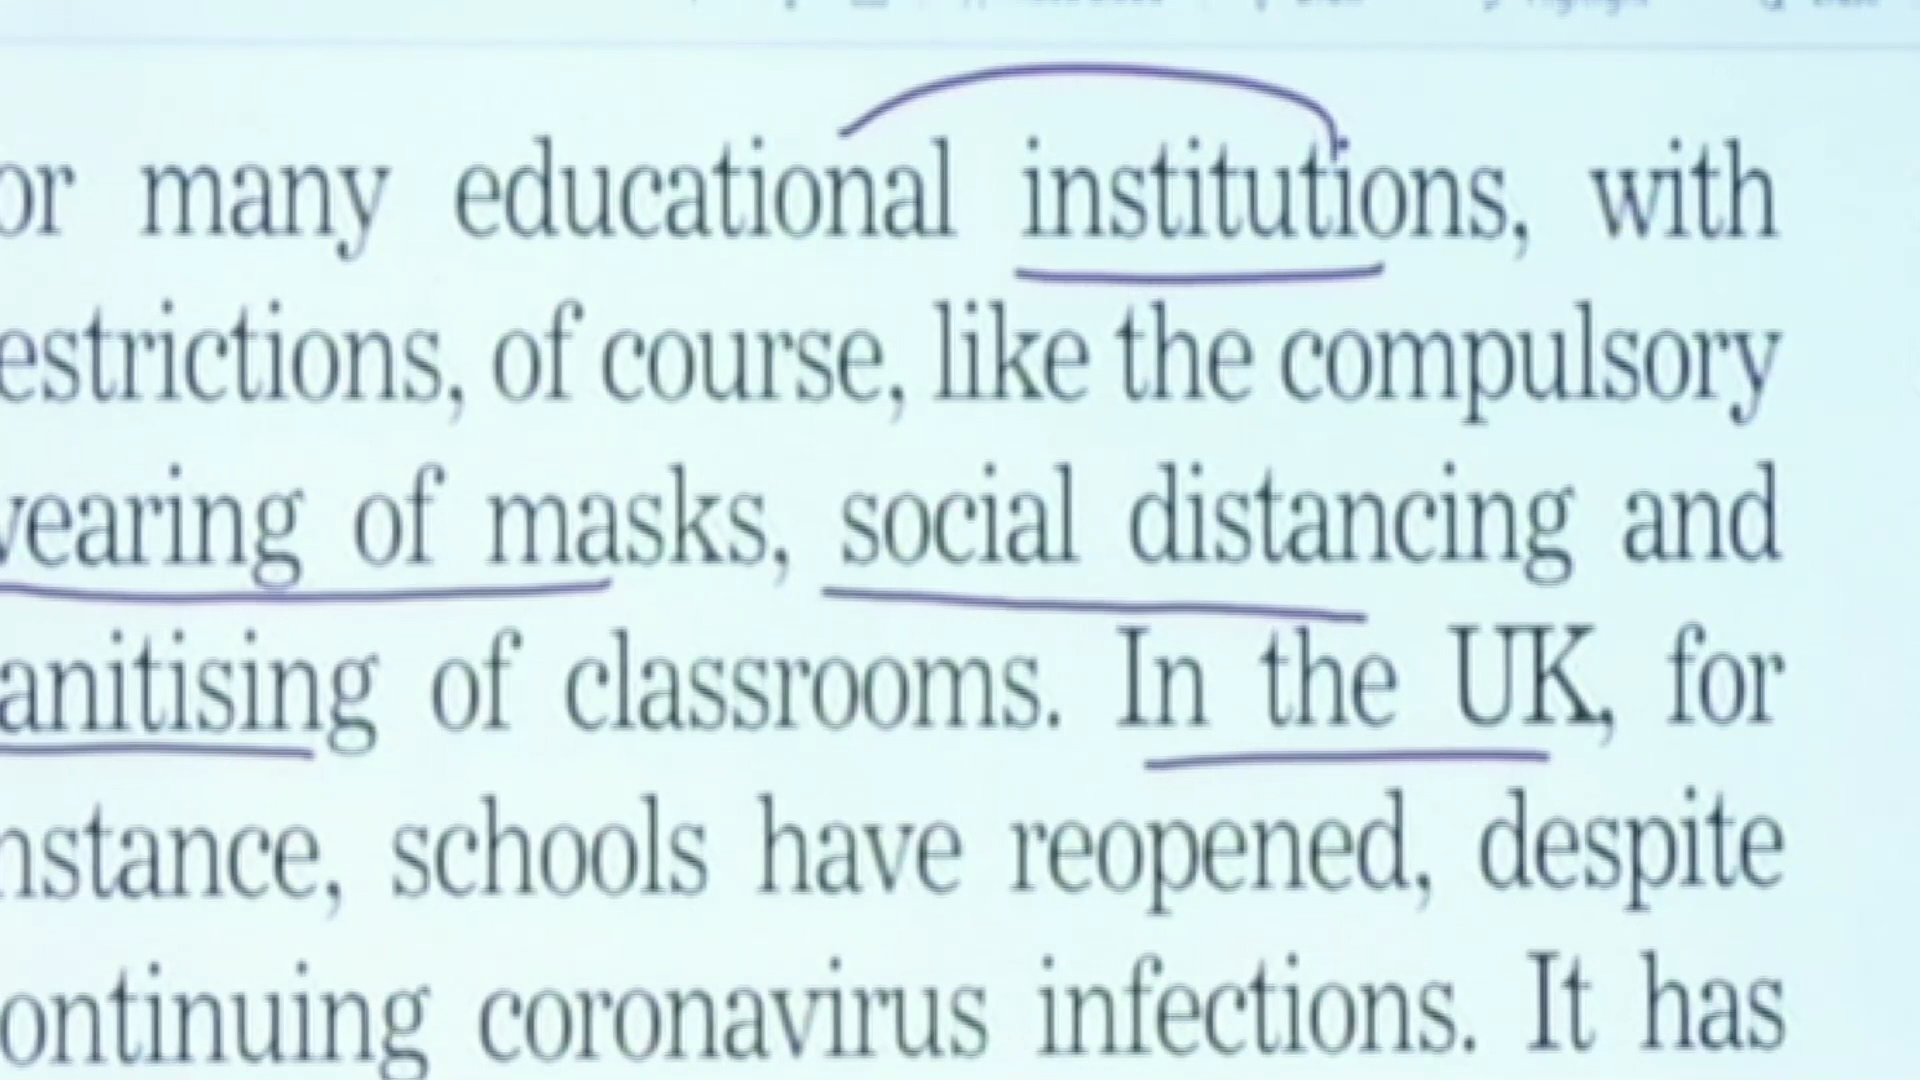 or many educational institutions, with
estrictions, of course, like the compulsory
earing of masks, social distancing and
anitising of classrooms. In the UK, for
nstance, schools have reopened, despite
ontinuing coronavirus infections. It has